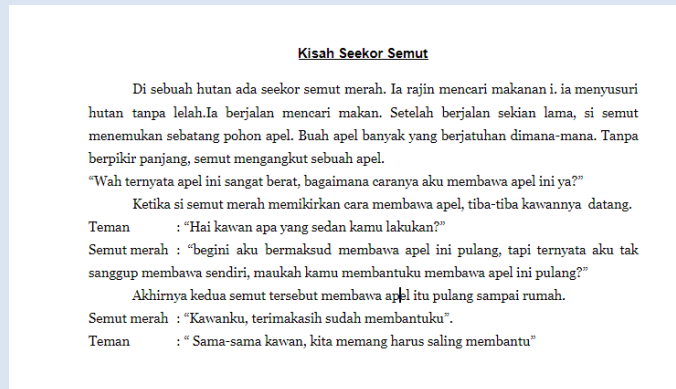 Kisah Seekor Semut
Di sebuah hutan ada seekor semut merah. Ia rajin mencari makanan i. ia menyusuri
hutan tanpa lelah.Ia berjalan mencari makan. Setelah berjalan sekian lama, si semut
menemukan sebatang pohon apel. Buah apel banyak yang berjatuhan dimana-mana. Tanpa
berpikir panjang, semut mengangkut sebuah apel.
“Wah ternyata apel ini sangat berat, bagaimana caranya aku membawa apel ini ya?”
Ketika si semut merah memikirkan cara membawa apel, tiba-tiba kawannya  datang.
Teman : “Hai kawan apa yang sedan kamu lakukan?”
Semut merah : “begini aku bermaksud membawa apel ini pulang, tapi ternyata aku tak
sanggup membawa sendiri, maukah kamu membantuku membawa apel ini pulang?”
Akhirnya kedua semut tersebut membawa apel itu pulang sampai rumah.
Semut merah : “Kawanku, terimakasih sudah membantuku”.
Teman : “ Sama-sama kawan, kita memang harus saling membantu”